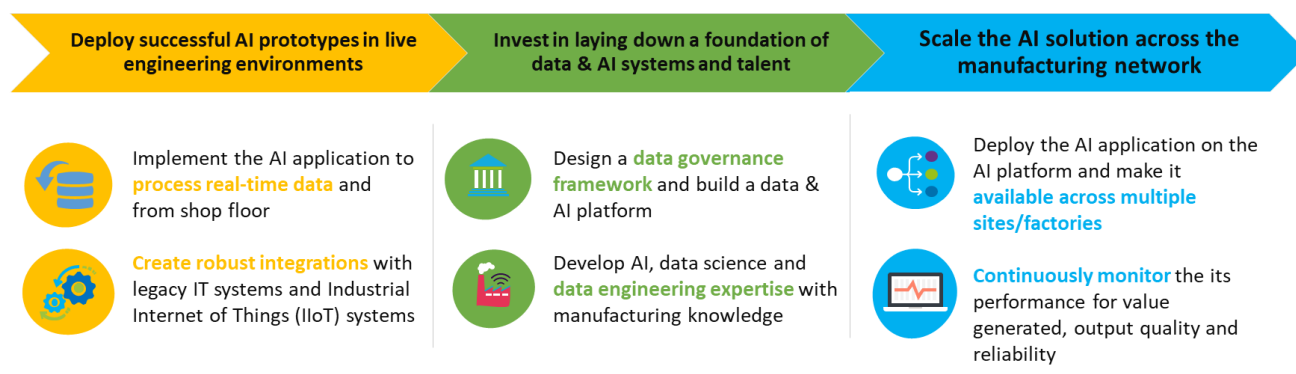 Deploy successful AI prototypes in live
engineering environments
Invest in laying down a foundation of
data & AI systems and talent
Scale the AI solution across the
manufacturing network
Implement the AI application to
process real-time data and
from shop floor
Create robust integrations with
legacy IT systems and Industrial
Internet of Things (IIoT) systems
Design a data governance
framework and build a data &
AI platform
Develop AI, data science and
data engineering expertise with
manufacturing knowledge
Deploy the AI application on the
AI platform and make it
available across multiple
sites/factories
Continuously monitor the its
performance for value
generated, output quality and
reliability